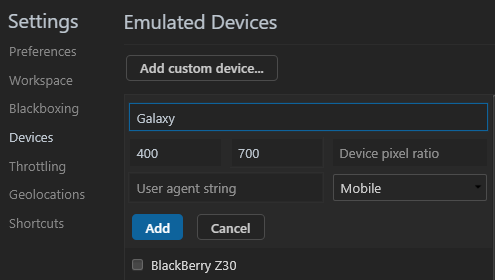 Settings
Preferences
Workspace
Blackboxing
Devices
Throttling
Geolocations
Shortcuts
Emulated Devices
Add custom device...
Galaxy
400 700 Device pixel ratio
User agent string Mobile
Add Cancel
BlackBerry Z30